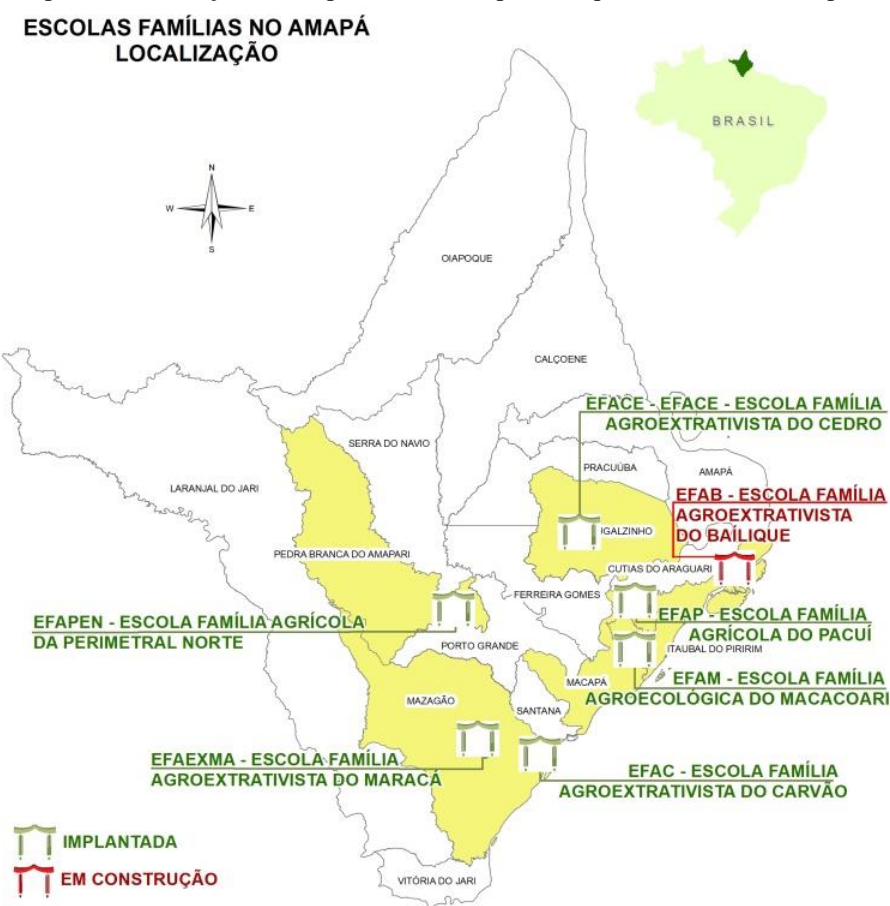 ESCOLAS FAMÍLIAS NO AMAPÁ
LOCALIZAÇÃO
BRASIL
N
W
E
S
OIAPOQUE
CALÇOENE
EFACE - EFACE - ESCOLA FAMÍLIA
AGROEXTRATIVISTA DO CEDRO
SERRA DO NAVIO
PRACUÚBA
AMAPÁ
LARANJAL DO JARI
EFAB - ESCOLA FAMÍLIA
AGROEXTRATIVISTA
DO BAÍLIQUE
IGALZINHO
PEDRA BRANCA DO AMAPARI
CUTIAS DO ARAGUARI
FERREIRA GOMES
EFAPEN - ESCOLA FAMÍLIA AGRÍCOLA
DA PERIMETRAL NORTE
EFAP - ESCOLA FAMÍLIA
AGRÍCOLA DO PACUÍ
PORTO GRANDE
ITAUBAL DO PIRIRIM
MACAPÁ
EFAM - ESCOLA FAMÍLIA
AGROECOLÓGICA DO MACACOARI
MAZAGÃO
SANTANA
EFAEXMA - ESCOLA FAMÍLIA
AGROEXTRATIVISTA DO MARACÁ
EFAC - ESCOLA FAMÍLIA
AGROEXTRATIVISTA DO CARVÃO
IMPLANTADA
EM CONSTRUÇÃO
VITÓRIA DO JARI